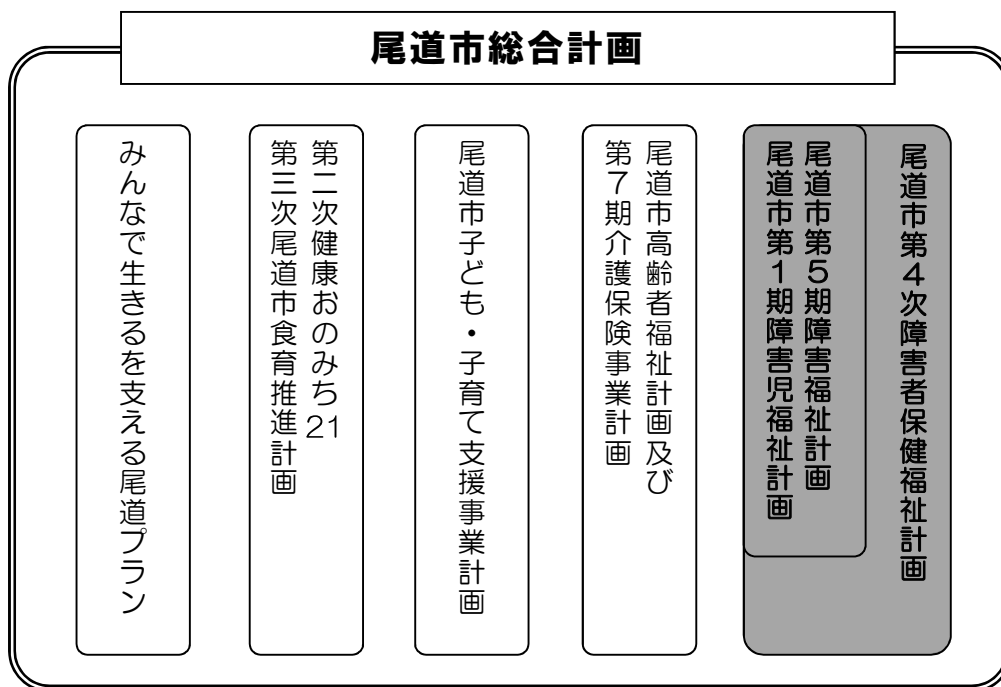 尾道市総合計画
尾道市第4次障害者保健福祉計画
尾道市第5期障害福祉計画
尾道市第1期障害児福祉計画
尾道市高齢者福祉計画及び
第7期介護保険事業計画
尾道市子ども・子育て支援事業計画
第二次健康おのみち21
第三次尾道市食育推進計画
みんなで生きるを支える尾道プラン